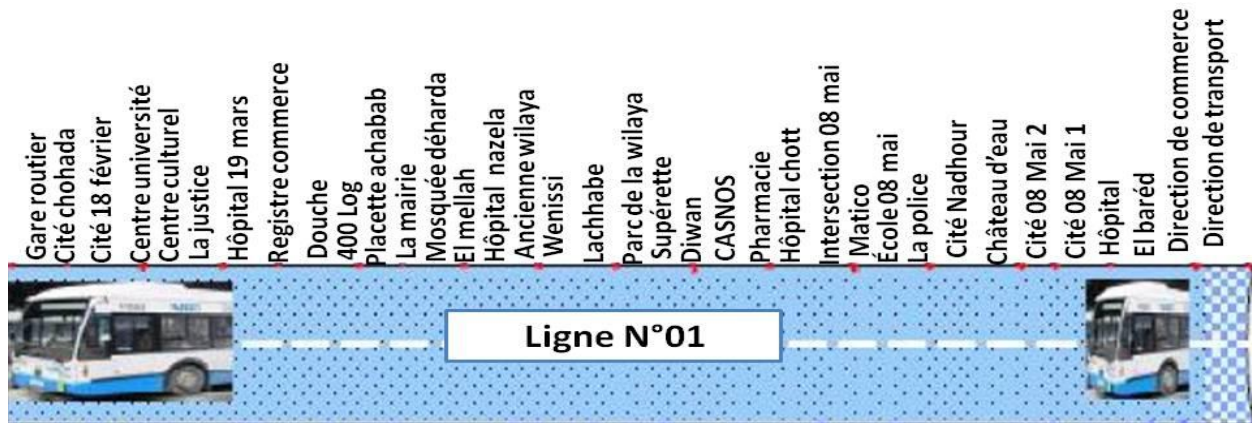 Gare routier
Cité chohada
Cité 18 février
Centre université
Centre culturel
La justice
Hôpital 19 mars
Registre commerce
Douche
400 Log
Placette achabab
La mairie
Mosquée déharda
El mellah
Hôpital nazela
Ancienne wilaya
Wenissi
Lachhabe
Parc de la wilaya
Supérette
Diwan
CASNOS
Pharmacie
Hôpital chott
Intersection 08 mai
Matico
École 08 mai
La police
Cité Nadhour
Château d'eau
Cité 08 Mai 2
Cité 08 Mai 1
Hôpital
El baréd
Direction de commerce
Direction de transport
Ligne N°01